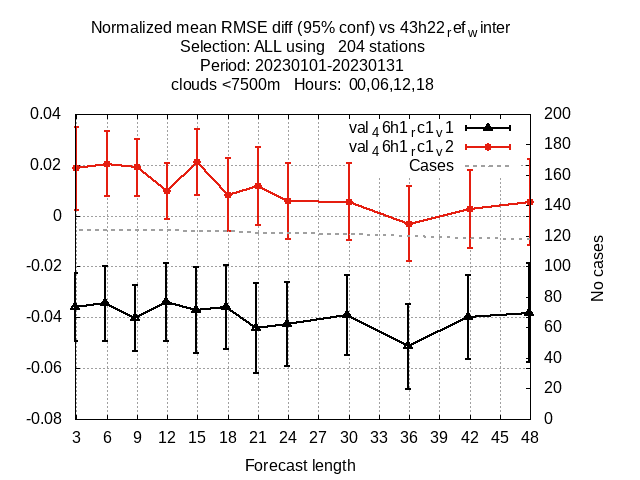 Normalized mean RMSE diff (95% conf) vs 43h22refwinter
Selection: ALL using 204 stations
Period: 20230101-20230131
clouds <7500m Hours: 00,06,12,18
val46h1rc1v1
val46h1rc1v2
Cases
0.04
0.02
0
-0.02
-0.04
-0.06
-0.08
200
180
160
140
120
100
80
60
40
20
0
No cases
3 6 9 12 15 18 21 24 27 30 33 36 39 42 45 48
Forecast length